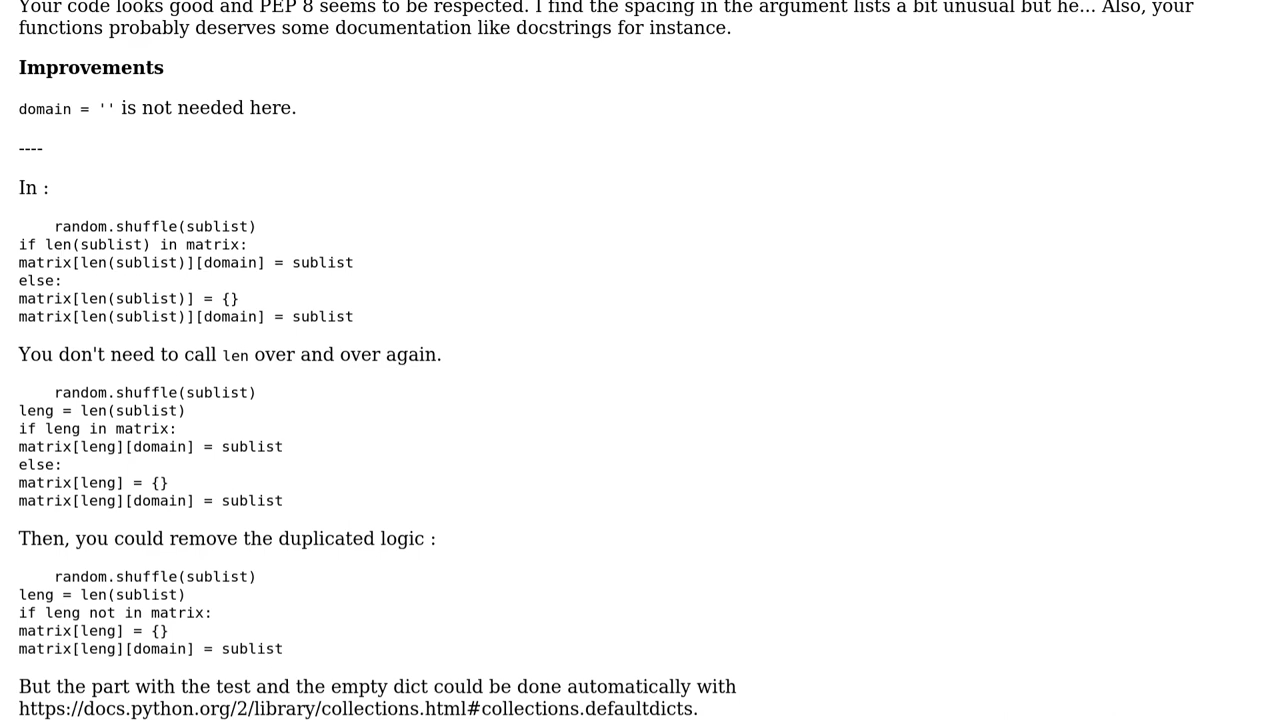 Your code looks good and PEP 8 seems to be respected. I find the spacing in the argument lists a bit unusual but he... Also, your
functions probably deserves some documentation like docstrings for instance.
Improvements
domain = '' is not needed here.
----
In :
    random.shuffle(sublist)
if len(sublist) in matrix:
matrix[len(sublist)][domain] = sublist
else:
matrix[len(sublist)] = {}
matrix[len(sublist)][domain] = sublist
You don't need to call len over and over again.
    random.shuffle(sublist)
leng = len(sublist)
if leng in matrix:
matrix[leng][domain] = sublist
else:
matrix[leng] = {}
matrix[leng][domain] = sublist
Then, you could remove the duplicated logic :
    random.shuffle(sublist)
leng = len(sublist)
if leng not in matrix:
matrix[leng] = {}
matrix[leng][domain] = sublist
But the part with the test and the empty dict could be done automatically with
https://docs.python.org/2/library/collections.html#collections.defaultdicts.